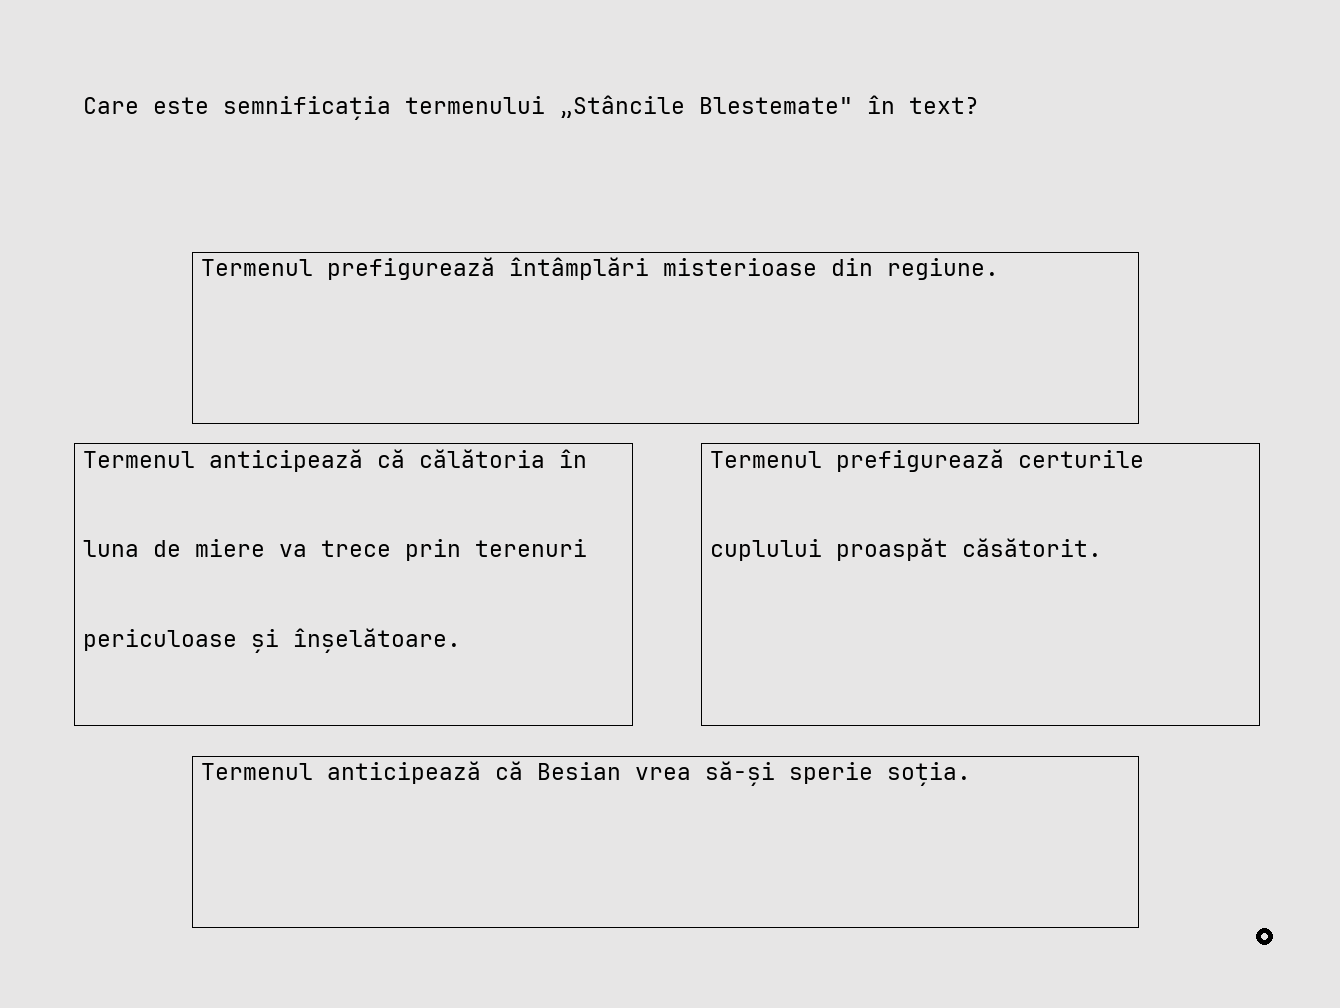 Care este semnificația termenului „Stâncile Blestemate" în text?
Termenul prefigurează întâmplări misterioase din regiune.
Termenul anticipează că călătoria în
luna de miere va trece prin terenuri
periculoase și înșelătoare.
Termenul prefigurează certurile
cuplului proaspăt căsătorit.
Termenul anticipează că Besian vrea să-și sperie soția.